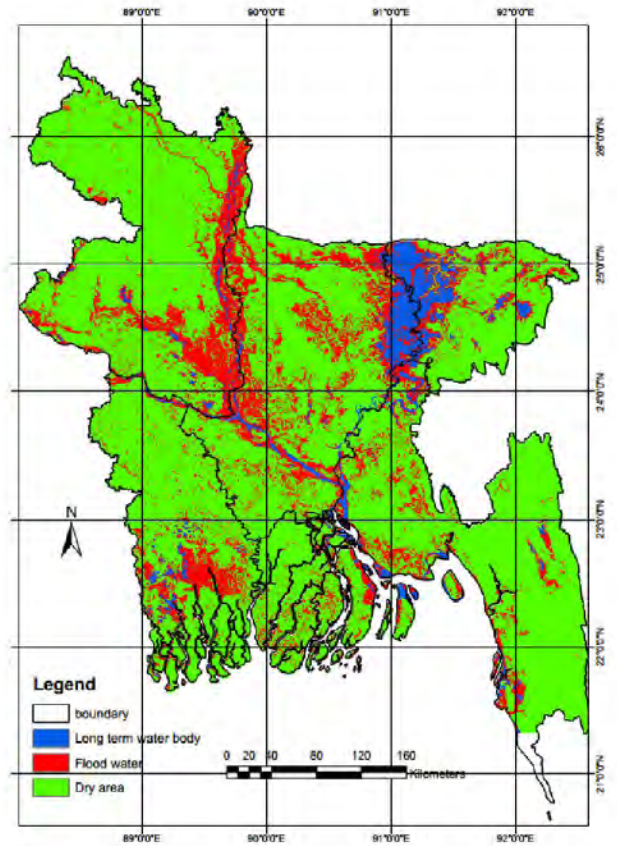 89°0'0"E 90°0'0"E 91°0'0"E 92°0'0"E
26°0'0"N
25°0'0"N
24°0'0"N
23°0'0"N
22°0'0"N
21°0'0"N
N
Legend
boundary
Long term water body
Flood water
Dry area
0 20 40 80 120 160
Kilometers
89°0'0"E 90°0'0"E 91°0'0"E 92°0'0"E